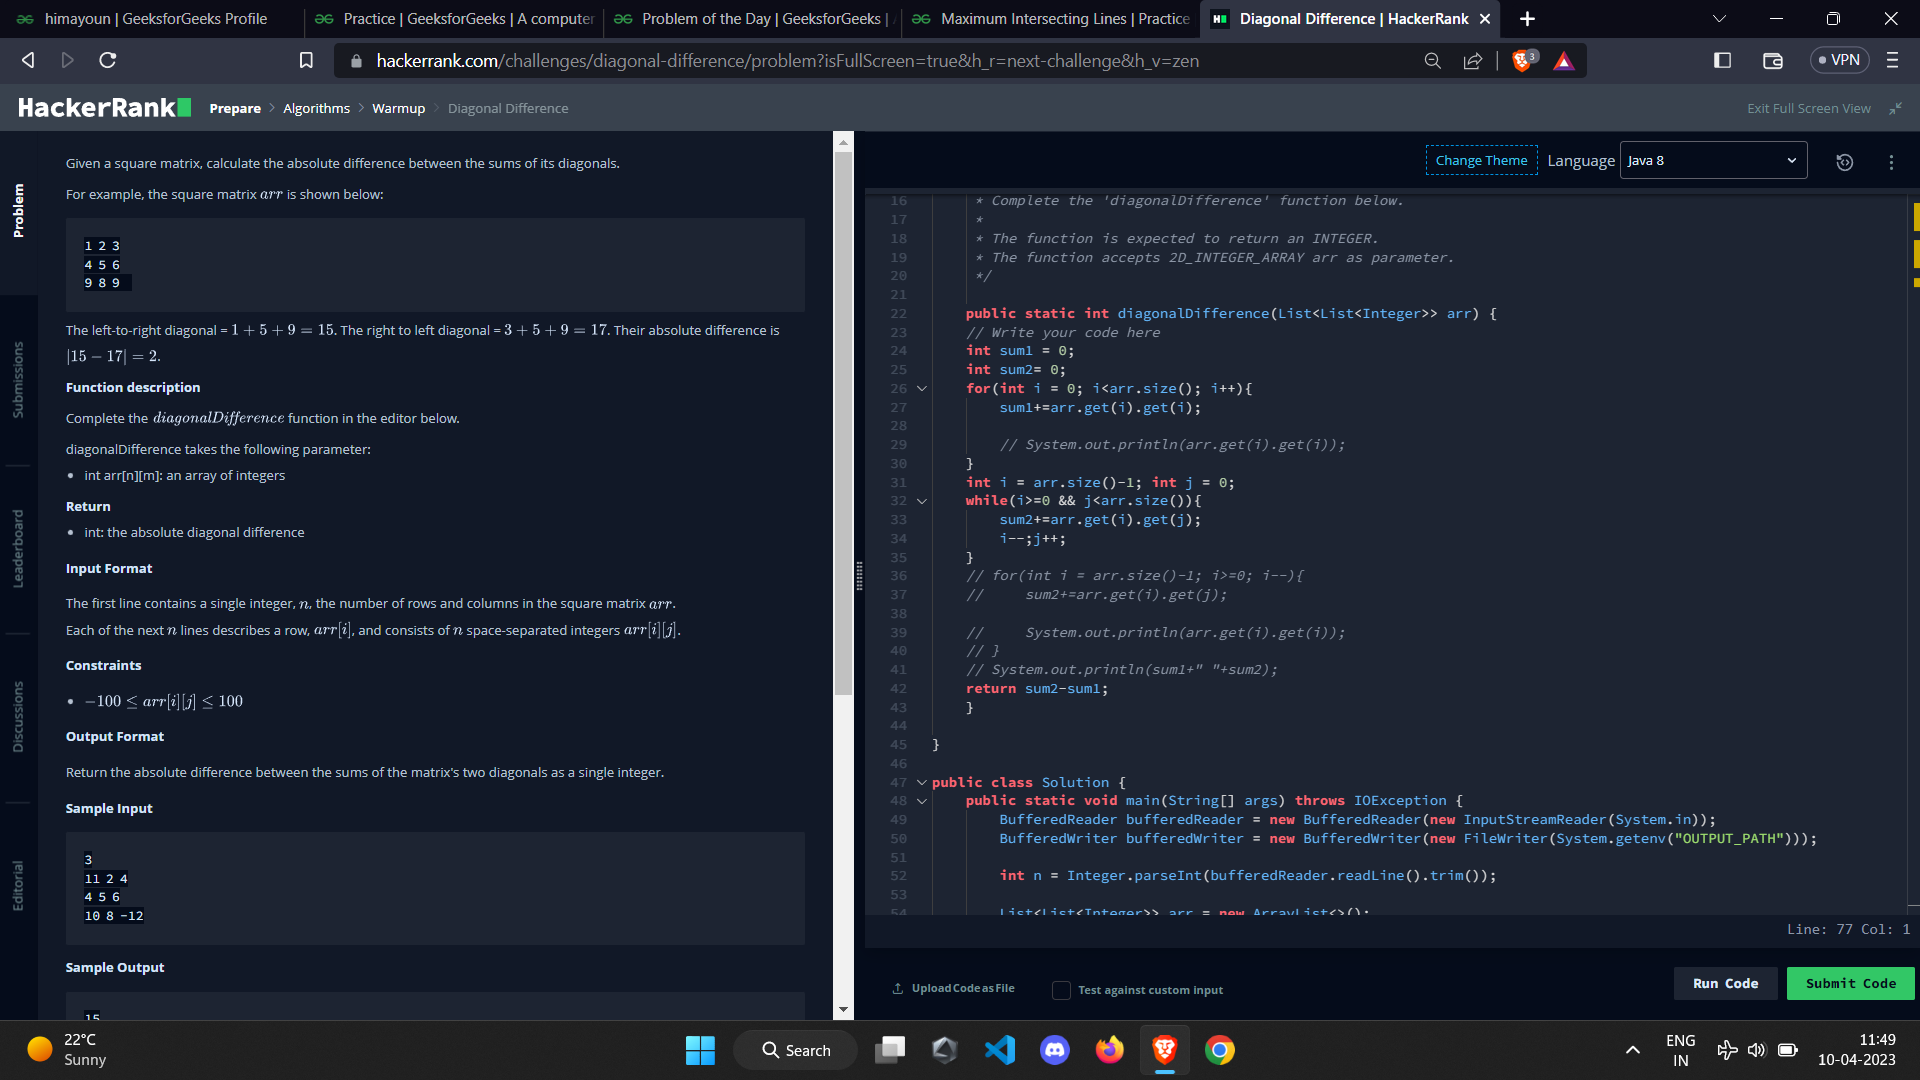 himayoun | GeeksforGeeks Profile
Practice | GeeksforGeeks | A computer
Problem of the Day | GeeksforGeeks |
Maximum Intersecting Lines | Practice
Diagonal Difference | HackerRank
hackerrank.com/challenges/diagonal-difference/problem?isFullScreen=true&h_r=next-challenge&h_v=zen
3
VPN
HackerRank
Prepare > Algorithms > Warmup > Diagonal Difference
Exit Full Screen View
Problem
Submissions
Leaderboard
Discussions
Editorial
Given a square matrix, calculate the absolute difference between the sums of its diagonals.
For example, the square matrix arr is shown below:
1 2 3
4 5 6
9 8 9
The left-to-right diagonal = 1 + 5 + 9 = 15. The right to left diagonal = 3 + 5 + 9 = 17. Their absolute difference is
|15 − 17| = 2.
Function description
Complete the diagonalDifference function in the editor below.
diagonalDifference takes the following parameter:
• int arr[n][m]: an array of integers
Return
• int: the absolute diagonal difference
Input Format
The first line contains a single integer, n, the number of rows and columns in the square matrix arr.
Each of the next n lines describes a row, arr[i], and consists of n space-separated integers arr[i][j].
Constraints
• −100 ≤ arr[i][j] ≤ 100
Output Format
Return the absolute difference between the sums of the matrix's two diagonals as a single integer.
Sample Input
3
11 2 4
4 5 6
10 8 -12
Sample Output
15
Change Theme
Language
Java 8
16 * Complete the 'diagonalDifference' function below.
17 *
18 * The function is expected to return an INTEGER.
19 * The function accepts 2D_INTEGER_ARRAY arr as parameter.
20 */
21
22 public static int diagonalDifference(List<List<Integer>> arr) {
23 // Write your code here
24 int sum1 = 0;
25 int sum2= 0;
26 for(int i = 0; i<arr.size(); i++){
27 sum1+=arr.get(i).get(i);
28
29 // System.out.println(arr.get(i).get(i));
30 }
31 int i = arr.size()-1; int j = 0;
32 while(i>=0 && j<arr.size()){
33 sum2+=arr.get(i).get(j);
34 i--;j++;
35 }
36 // for(int i = arr.size()-1; i>=0; i--){
37 // sum2+=arr.get(i).get(j);
38
39 // System.out.println(arr.get(i).get(i));
40 // }
41 // System.out.println(sum1+" "+sum2);
42 return sum2-sum1;
43 }
44
45 }
46
47 public class Solution {
48 public static void main(String[] args) throws IOException {
49 BufferedReader bufferedReader = new BufferedReader(new InputStreamReader(System.in));
50 BufferedWriter bufferedWriter = new BufferedWriter(new FileWriter(System.getenv("OUTPUT_PATH")));
51
52 int n = Integer.parseInt(bufferedReader.readLine().trim());
53
54 List<List<Integer>> arr = new ArrayList<>();
Line: 77 Col: 1
Upload Code as File
Test against custom input
Run Code
Submit Code
22°C
Sunny
Search
ENG
IN
11:49
10-04-2023